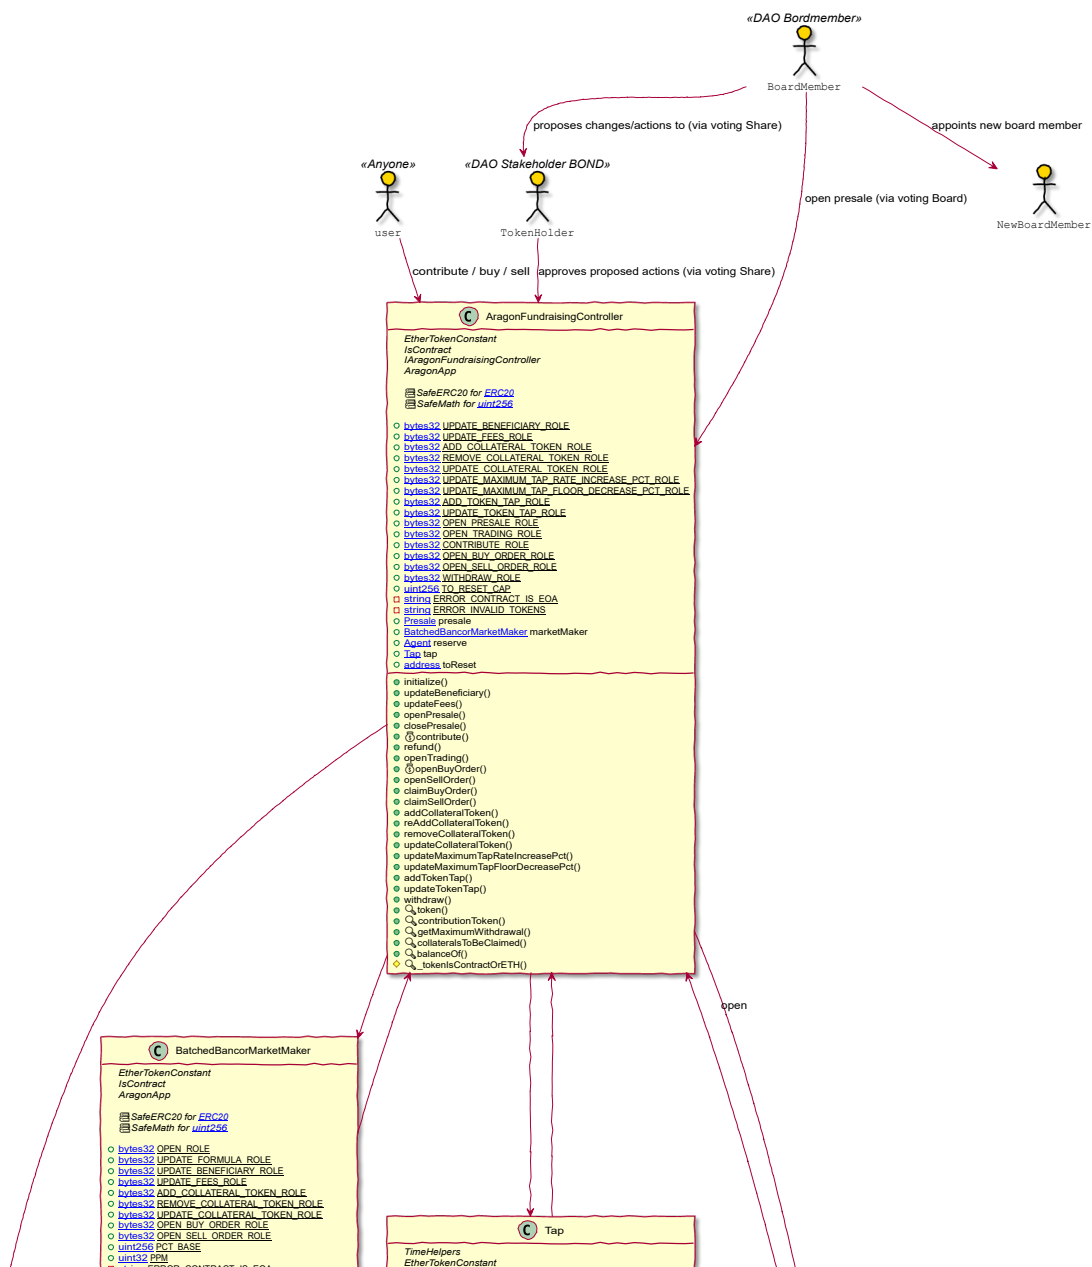 «DAO Bordmember»
BoardMember
proposes changes/actions to (via voting Share)
appoints new board member
«Anyone»
«DAO Stakeholder BOND»
open presale (via voting Board)
user
TokenHolder
NewBoardMember
contribute / buy / sell
approves proposed actions (via voting Share)
C AragonFundraisingController
EtherTokenConstant
IsContract
IAragonFundraisingController
AragonApp
SafeERC20 for ERC20
SafeMath for uint256
bytes32 UPDATE_BENEFICIARY_ROLE
bytes32 UPDATE_FEES_ROLE
bytes32 ADD_COLLATERAL_TOKEN_ROLE
bytes32 REMOVE_COLLATERAL_TOKEN_ROLE
bytes32 UPDATE_COLLATERAL_TOKEN_ROLE
bytes32 UPDATE_MAXIMUM_TAP_RATE_INCREASE_PCT_ROLE
bytes32 UPDATE_MAXIMUM_TAP_FLOOR_DECREASE_PCT_ROLE
bytes32 ADD_TOKEN_TAP_ROLE
bytes32 UPDATE_TOKEN_TAP_ROLE
bytes32 OPEN_PRESALE_ROLE
bytes32 OPEN_TRADING_ROLE
bytes32 CONTRIBUTE_ROLE
bytes32 OPEN_BUY_ORDER_ROLE
bytes32 OPEN_SELL_ORDER_ROLE
bytes32 WITHDRAW_ROLE
uint256 TO_RESET_CAP
string ERROR_CONTRACT_IS_EOA
string ERROR_INVALID_TOKENS
Presale presale
BatchedBancorMarketMaker marketMaker
Agent reserve
Tap tap
address toReset
initialize()
updateBeneficiary()
updateFees()
openPresale()
closePresale()
contribute()
refund()
openTrading()
openBuyOrder()
openSellOrder()
claimBuyOrder()
claimSellOrder()
addCollateralToken()
reAddCollateralToken()
removeCollateralToken()
updateCollateralToken()
updateMaximumTapRateIncreasePct()
updateMaximumTapFloorDecreasePct()
addTokenTap()
updateTokenTap()
withdraw()
token()
contributionToken()
getMaximumWithdrawal()
collateralsToBeClaimed()
balanceOf()
_tokenIsContractOrETH()
open
C BatchedBancorMarketMaker
EtherTokenConstant
IsContract
AragonApp
SafeERC20 for ERC20
SafeMath for uint256
bytes32 OPEN_ROLE
bytes32 UPDATE_FORMULA_ROLE
bytes32 UPDATE_BENEFICIARY_ROLE
bytes32 UPDATE_FEES_ROLE
bytes32 ADD_COLLATERAL_TOKEN_ROLE
bytes32 REMOVE_COLLATERAL_TOKEN_ROLE
bytes32 UPDATE_COLLATERAL_TOKEN_ROLE
bytes32 OPEN_BUY_ORDER_ROLE
bytes32 OPEN_SELL_ORDER_ROLE
uint256 PCT_BASE
uint32 PPM
string ERROR_CONTRACT_IS_EOA
C Tap
TimeHelpers
EtherTokenConstant